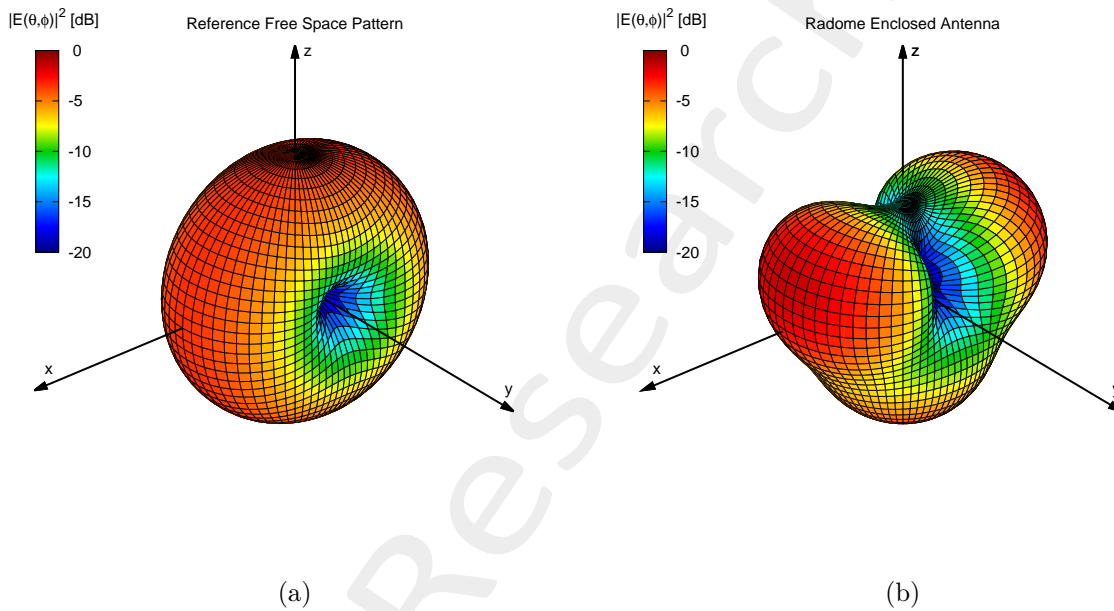 |E(θ,ϕ)|² [dB]
Reference Free Space Pattern
0
-5
-10
-15
-20
z
x
y
(a)
|E(θ,ϕ)|² [dB]
Radome Enclosed Antenna
0
-5
-10
-15
-20
z
x
y
(b)
Research